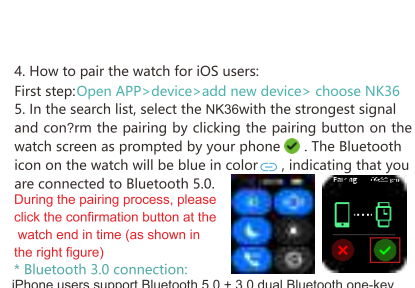 4. How to pair the watch for iOS users:
First step:Open APP>device>add new device> choose NK36
5. In the search list, select the NK36with the strongest signal
and con?rm the pairing by clicking the pairing button on the
watch screen as prompted by your phone . The Bluetooth
icon on the watch will be blue in color , indicating that you
are connected to Bluetooth 5.0.
During the pairing process, please
click the confirmation button at the
watch end in time (as shown in
the right figure)
* Bluetooth 3.0 connection:
iPhone users support Bluetooth 5.0 + 3.0 dual Bluetooth one-key